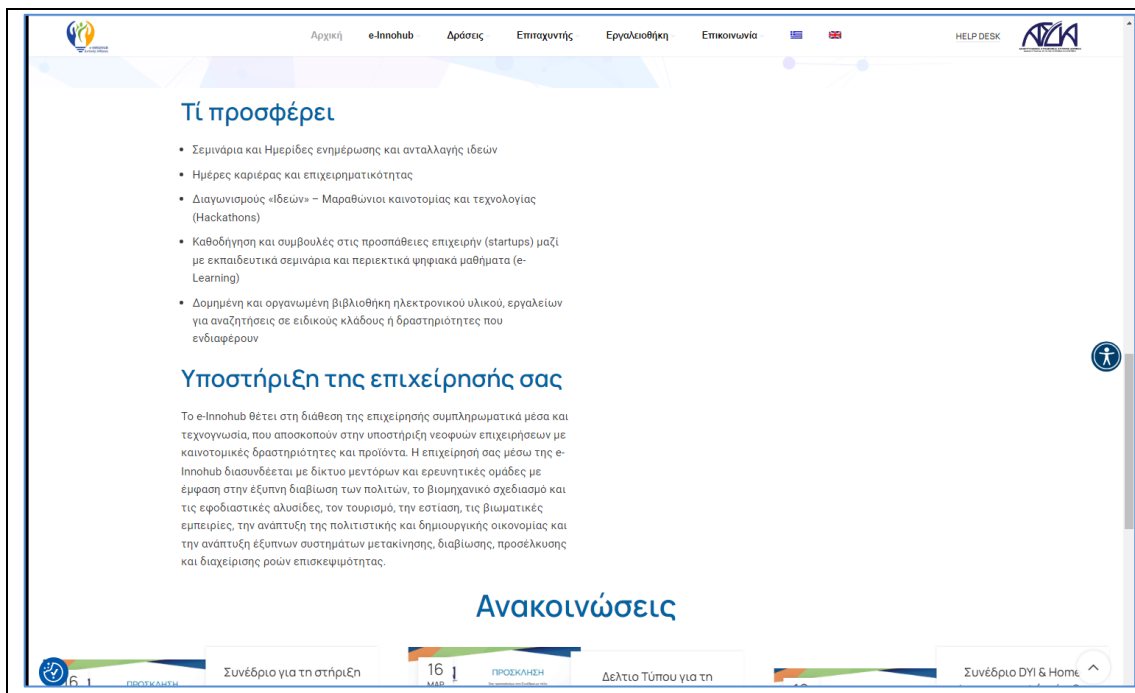 Αρχική e-Innohub Δράσεις Επιταχυντής Εργαλειοθήκη Επικοινωνία HELP DESK
Τί προσφέρει
Σεμινάρια και Ημερίδες ενημέρωσης και ανταλλαγής ιδεών
Ημέρες καριέρας και επιχειρηματικότητας
Διαγωνισμούς «Ιδεών» – Μαραθώνιοι καινοτομίας και τεχνολογίας
(Hackathons)
Καθοδήγηση και συμβουλές στις προσπάθειες επιχειρήν (startups) μαζί
με εκπαιδευτικά σεμινάρια και περιεκτικά ψηφιακά μαθήματα (e-
Learning)
Δομημένη και οργανωμένη βιβλιοθήκη ηλεκτρονικού υλικού, εργαλείων
για αναζητήσεις σε ειδικούς κλάδους ή δραστηριότητες που
ενδιαφέρουν
Υποστήριξη της επιχείρησής σας
Το e-Innohub θέτει στη διάθεση της επιχείρησής συμπληρωματικά μέσα και
τεχνογνωσία, που αποσκοπούν στην υποστήριξη νεοφυών επιχειρήσεων με
καινοτομικές δραστηριότητες και προϊόντα. Η επιχείρησή σας μέσω της e-
Innohub διασυνδέεται με δίκτυο μεντόρων και ερευνητικές ομάδες με
έμφαση στην έξυπνη διαβίωση των πολιτών, το βιομηχανικό σχεδιασμό και
τις εφοδιαστικές αλυσίδες, τον τουρισμό, την εστίαση, τις βιωματικές
εμπειρίες, την ανάπτυξη της πολιτιστικής και δημιουργικής οικονομίας και
την ανάπτυξη έξυπνων συστημάτων μετακίνησης, διαβίωσης, προσέλκυσης
και διαχείρισης ροών επισκεψιμότητας.
Ανακοινώσεις
Συνέδριο για τη στήριξη
16
ΜΑΡ
ΠΡΟΣΚΛΗΣΗ
Δελτιο Τύπου για τη
Συνέδριο DYI & Home